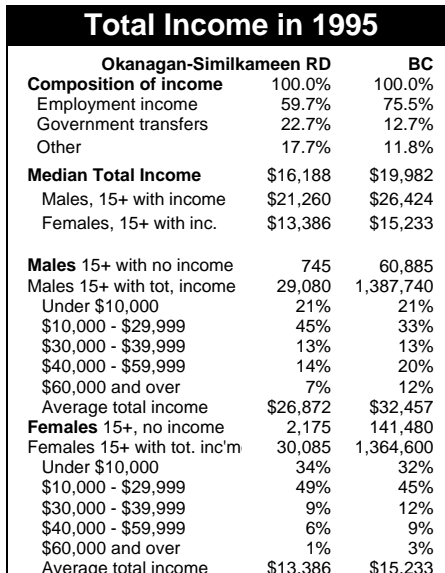 Total Income in 1995
Okanagan-Similkameen RD BC
Composition of income 100.0% 100.0%
Employment income 59.7% 75.5%
Government transfers 22.7% 12.7%
Other 17.7% 11.8%
Median Total Income $16,188 $19,982
Males, 15+ with income $21,260 $26,424
Females, 15+ with inc. $13,386 $15,233
Males 15+ with no income 745 60,885
Males 15+ with tot, income 29,080 1,387,740
Under $10,000 21% 21%
$10,000 - $29,999 45% 33%
$30,000 - $39,999 13% 13%
$40,000 - $59,999 14% 20%
$60,000 and over 7% 12%
Average total income $26,872 $32,457
Females 15+, no income 2,175 141,480
Females 15+ with tot. inc'm 30,085 1,364,600
Under $10,000 34% 32%
$10,000 - $29,999 49% 45%
$30,000 - $39,999 9% 12%
$40,000 - $59,999 6% 9%
$60,000 and over 1% 3%
Average total income $13,386 $15,233